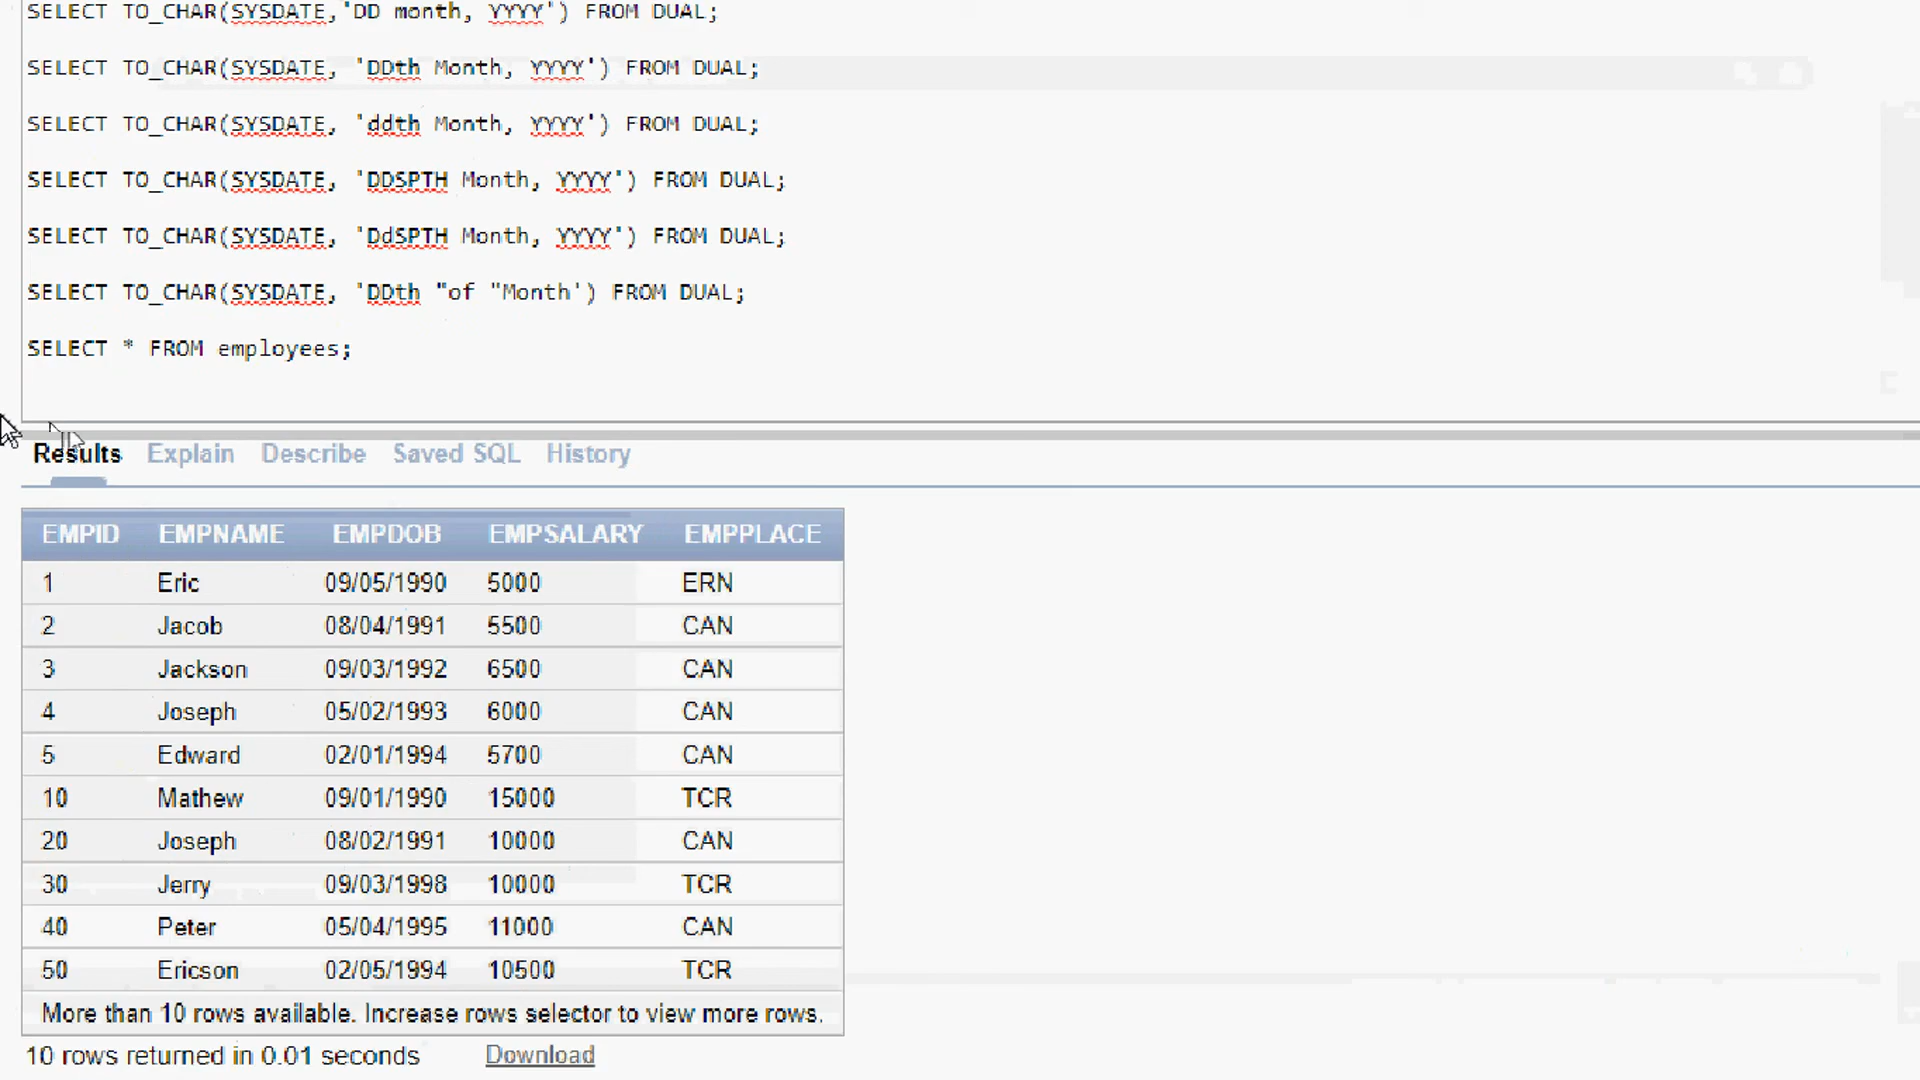 SELECT TO_CHAR(SYSDATE,'DD month, YYYY') FROM DUAL;
SELECT TO_CHAR(SYSDATE, 'DDth Month, YYYY') FROM DUAL;
SELECT TO_CHAR(SYSDATE, 'ddth Month, YYYY') FROM DUAL;
SELECT TO_CHAR(SYSDATE, 'DDSPTH Month, YYYY') FROM DUAL;
SELECT TO_CHAR(SYSDATE, 'DdSPTH Month, YYYY') FROM DUAL;
SELECT TO_CHAR(SYSDATE, 'DDth "of "Month') FROM DUAL;
SELECT * FROM employees;
Results Explain Describe Saved SQL History
EMPID EMPNAME EMPDOB EMPSALARY EMPPLACE
1 Eric 09/05/1990 5000 ERN
2 Jacob 08/04/1991 5500 CAN
3 Jackson 09/03/1992 6500 CAN
4 Joseph 05/02/1993 6000 CAN
5 Edward 02/01/1994 5700 CAN
10 Mathew 09/01/1990 15000 TCR
20 Joseph 08/02/1991 10000 CAN
30 Jerry 09/03/1998 10000 TCR
40 Peter 05/04/1995 11000 CAN
50 Ericson 02/05/1994 10500 TCR
More than 10 rows available. Increase rows selector to view more rows.
10 rows returned in 0.01 seconds Download